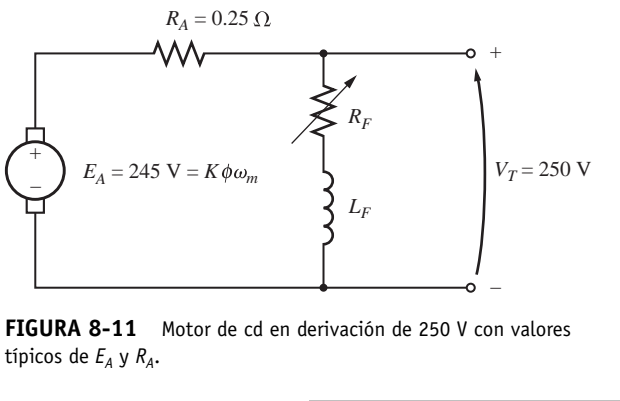 R_A = 0.25 Ω
+
R_F
+
–
E_A = 245 V = Kϕω_m
V_T = 250 V
L_F
–
FIGURA 8-11 Motor de cd en derivación de 250 V con valores
típicos de E_A y R_A.